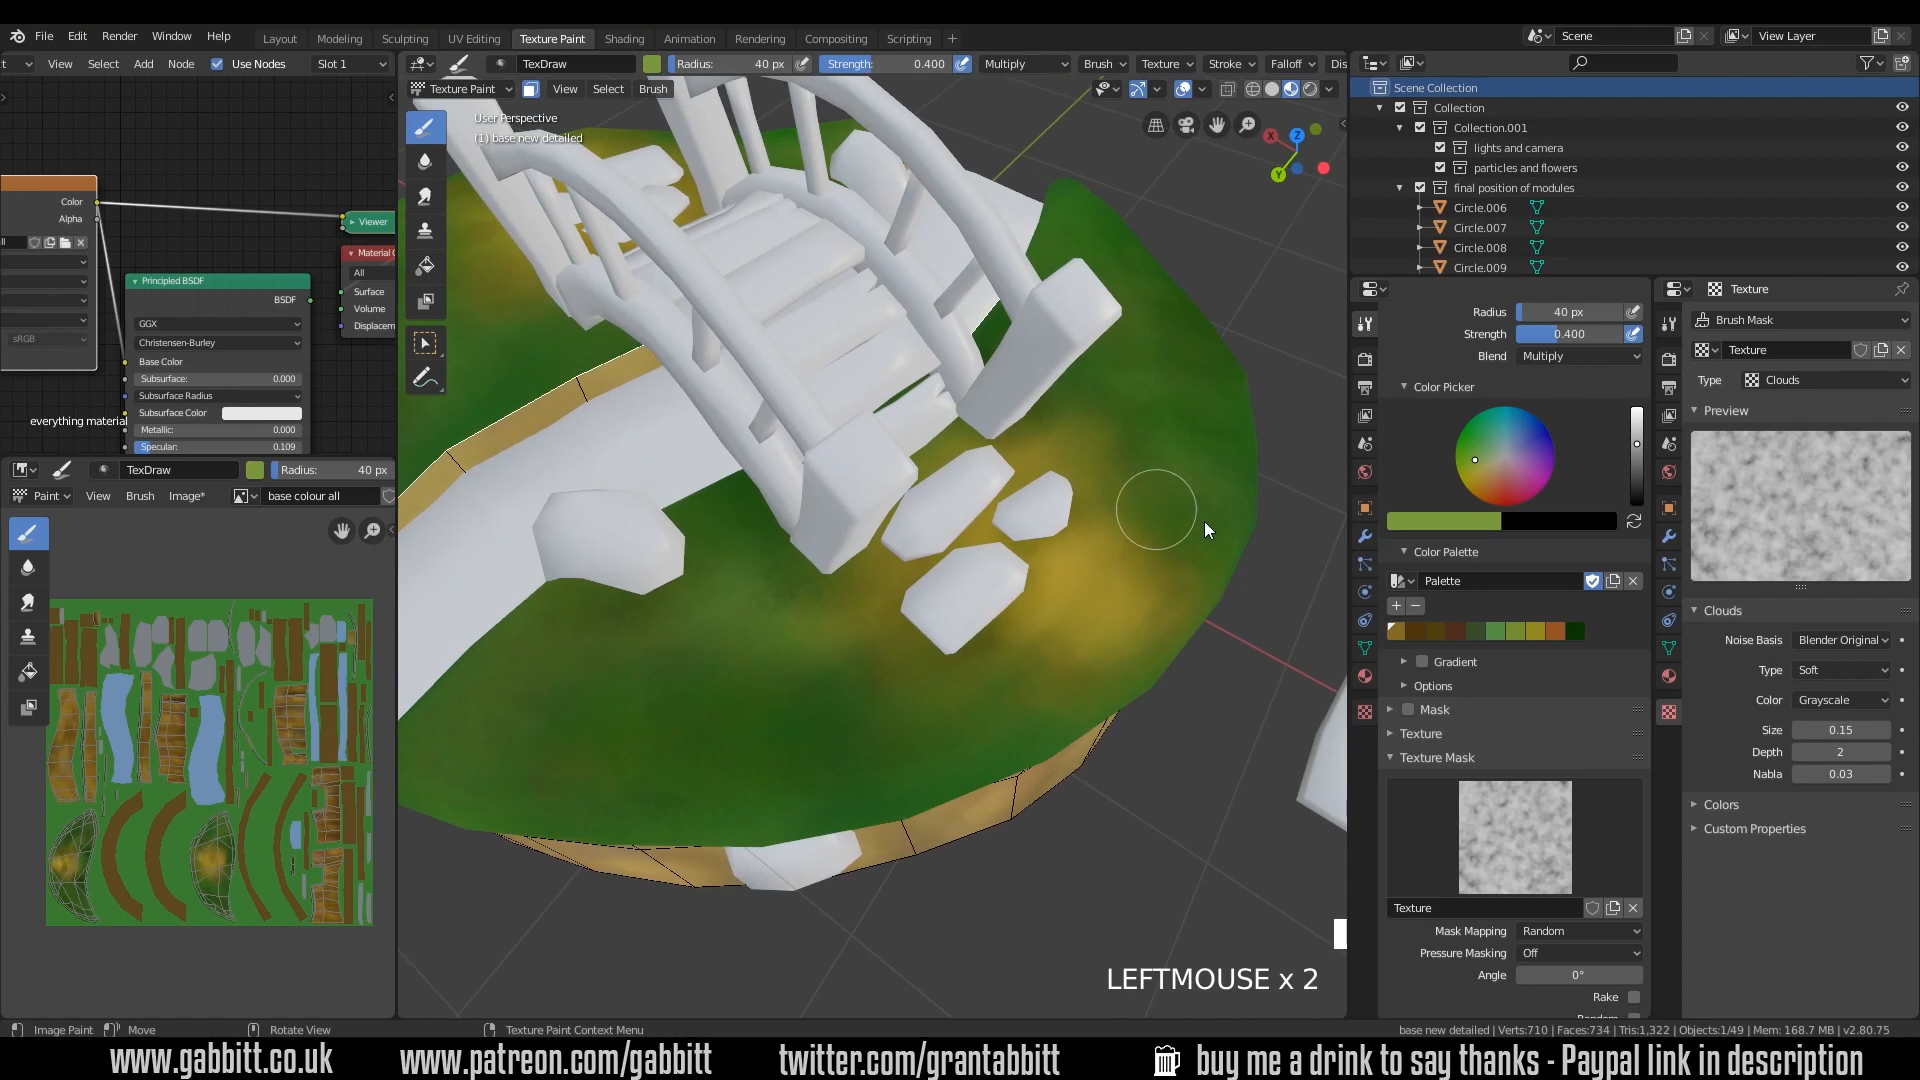 File Edit Render Window Help Layout Modeling Sculpting UV Editing Texture Paint Shading Animation Rendering Compositing Scripting + Scene View Layer
View Select Add Node Use Nodes Slot 1 TexDraw Radius: 40 px Strength: 0.400 Multiply Brush Texture Stroke Falloff Dis
Texture Paint View Select Brush
User Perspective
(1) base new detailed
Scene Collection
Collection
Collection.001
lights and camera
particles and flowers
final position of modules
Circle.006
Circle.007
Circle.008
Circle.009
Color
Alpha
sRGB
Viewer
Principled BSDF
BSDF
GGX
Christensen-Burley
Base Color
Subsurface: 0.000
Subsurface Radius
Subsurface Color
Metallic: 0.000
Specular: 0.109
everything material
Material
All
Surface
Volume
Displacem
TexDraw Radius: 40 px
Paint View Brush Image* base colour all
X
Y
Z
Radius 40 px
Strength 0.400
Blend Multiply
Color Picker
Color Palette
Palette
Gradient
Options
Mask
Texture
Texture Mask
Texture
Mask Mapping Random
Pressure Masking Off
Angle 0°
Rake
Random
Texture
Brush Mask
Texture
Type Clouds
Preview
Clouds
Noise Basis Blender Original
Type Soft
Color Grayscale
Size 0.15
Depth 2
Nabla 0.03
Colors
Custom Properties
LEFTMOUSE x 2
Image Paint Move Rotate View Texture Paint Context Menu base new detailed | Verts:710 | Faces:734 | Tris:1,322 | Objects:1/49 | Mem: 168.7 MB | v2.80.75
www.gabbitt.co.uk www.patreon.com/gabbitt twitter.com/grantabbitt buy me a drink to say thanks - Paypal link in description